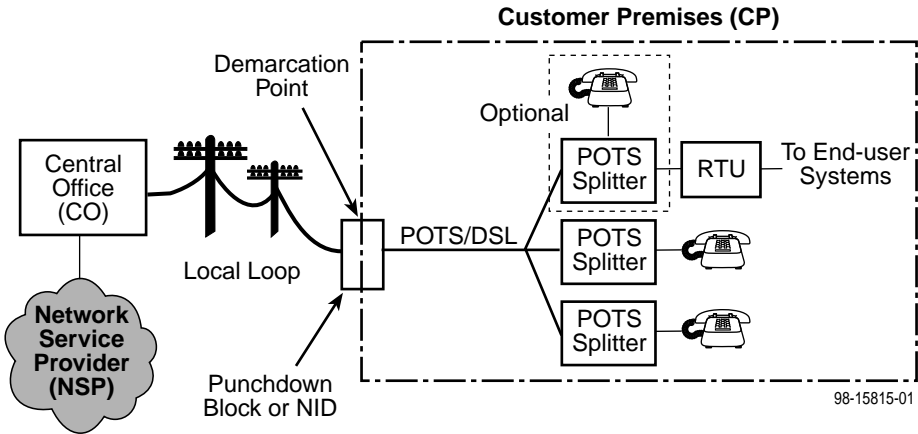 Customer Premises (CP)
Demarcation
Point
Optional
Central
Office
(CO)
POTS
Splitter
RTU
To End-user
Systems
POTS/DSL
POTS
Splitter
Local Loop
Network
Service
Provider
(NSP)
POTS
Splitter
Punchdown
Block or NID
98-15815-01